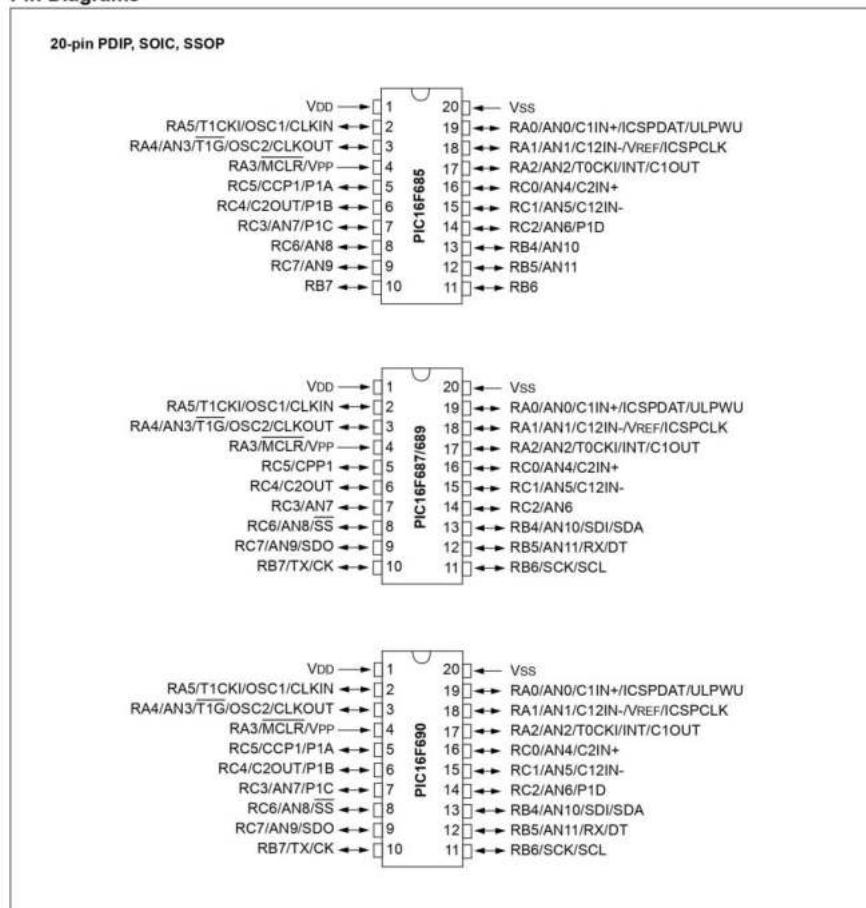 Pin Diagrams
20-pin PDIP, SOIC, SSOP
VDD 1 20 VSS
RA5/T1CKI/OSC1/CLKIN 2 19 RA0/AN0/C1IN+/ICSPDAT/ULPWU
RA4/AN3/T1G/OSC2/CLKOUT 3 18 RA1/AN1/C12IN-/VREF/ICSPCLK
RA3/MCLR/VPP 4 17 RA2/AN2/T0CKI/INT/C1OUT
RC5/CCP1/P1A 5 16 RC0/AN4/C2IN+
RC4/C2OUT/P1B 6 15 RC1/AN5/C12IN-
RC3/AN7/P1C 7 14 RC2/AN6/P1D
RC6/AN8 8 13 RB4/AN10
RC7/AN9 9 12 RB5/AN11
RB7 10 11 RB6
PIC16F685
VDD 1 20 VSS
RA5/T1CKI/OSC1/CLKIN 2 19 RA0/AN0/C1IN+/ICSPDAT/ULPWU
RA4/AN3/T1G/OSC2/CLKOUT 3 18 RA1/AN1/C12IN-/VREF/ICSPCLK
RA3/MCLR/VPP 4 17 RA2/AN2/T0CKI/INT/C1OUT
RC5/CPP1 5 16 RC0/AN4/C2IN+
RC4/C2OUT 6 15 RC1/AN5/C12IN-
RC3/AN7 7 14 RC2/AN6
RC6/AN8/SS 8 13 RB4/AN10/SDI/SDA
RC7/AN9/SDO 9 12 RB5/AN11/RX/DT
RB7/TX/CK 10 11 RB6/SCK/SCL
PIC16F687/689
VDD 1 20 VSS
RA5/T1CKI/OSC1/CLKIN 2 19 RA0/AN0/C1IN+/ICSPDAT/ULPWU
RA4/AN3/T1G/OSC2/CLKOUT 3 18 RA1/AN1/C12IN-/VREF/ICSPCLK
RA3/MCLR/VPP 4 17 RA2/AN2/T0CKI/INT/C1OUT
RC5/CCP1/P1A 5 16 RC0/AN4/C2IN+
RC4/C2OUT/P1B 6 15 RC1/AN5/C12IN-
RC3/AN7/P1C 7 14 RC2/AN6/P1D
RC6/AN8/SS 8 13 RB4/AN10/SDI/SDA
RC7/AN9/SDO 9 12 RB5/AN11/RX/DT
RB7/TX/CK 10 11 RB6/SCK/SCL
PIC16F690